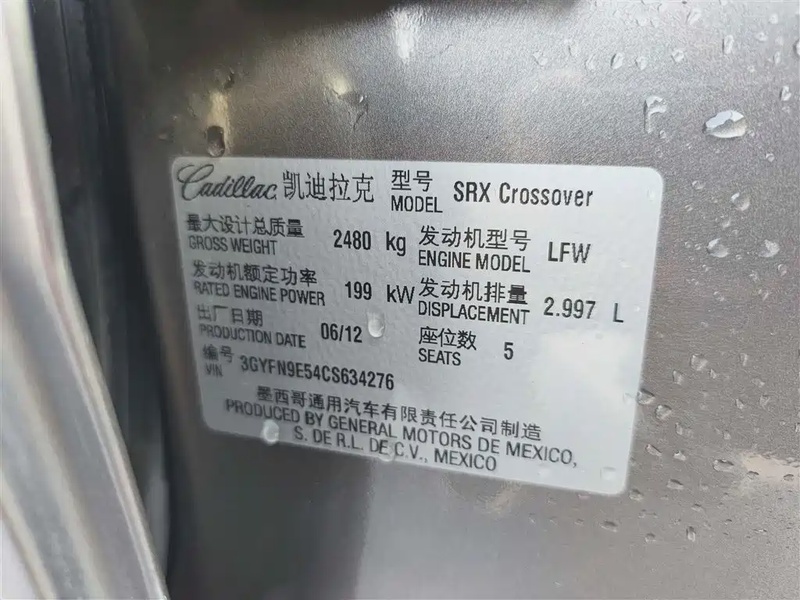 Cadillac 凯迪拉克 型号 MODEL SRX Crossover
最大设计总质量 GROSS WEIGHT 2480 kg 发动机型号 ENGINE MODEL LFW
发动机额定功率 RATED ENGINE POWER 199 kW 发动机排量 DISPLACEMENT 2.997 L
出厂日期 PRODUCTION DATE 06/12 座位数 SEATS 5
编号 VIN 3GYFN9E54CS634276
墨西哥通用汽车有限责任公司制造
PRODUCED BY GENERAL MOTORS DE MEXICO,
S. DE R.L. DE C.V., MEXICO